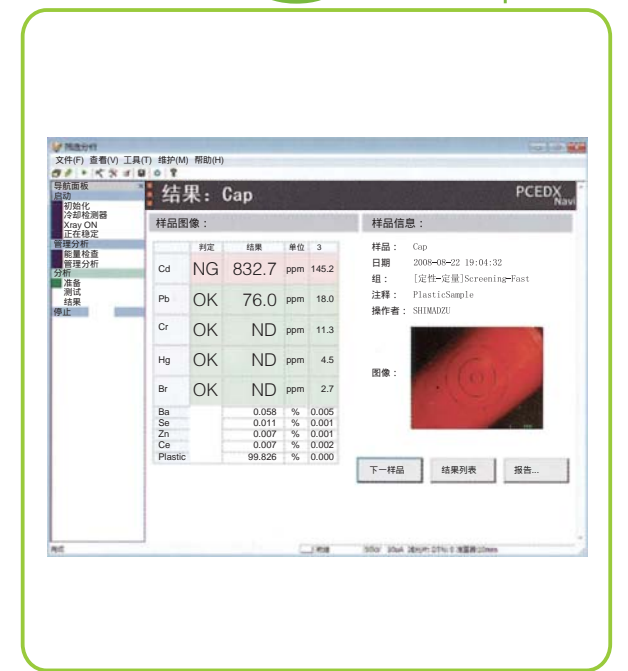 筛选分析
文件(F) 查看(V) 工具(T) 维护(M) 帮助(H)
导航面板
启动
初始化
冷却检测器
Xray ON
正在稳定
管理分析
能量检查
管理分析
分析
准备
测试
结果
停止
结果：Cap
PCEDX
Navi
样品图像：
判定 结果 单位 3
Cd NG 832.7 ppm 145.2
Pb OK 76.0 ppm 18.0
Cr OK ND ppm 11.3
Hg OK ND ppm 4.5
Br OK ND ppm 2.7
Ba 0.058 % 0.005
Se 0.011 % 0.001
Zn 0.007 % 0.001
Ce 0.007 % 0.002
Plastic 99.826 % 0.000
样品信息：
样品： Cap
日期 2008-08-22 19:04:32
组： [定性-定量]Screening-Fast
注释： PlasticSample
操作者： SHIMADZU
图像：
下一样品 结果列表 报告...
完成